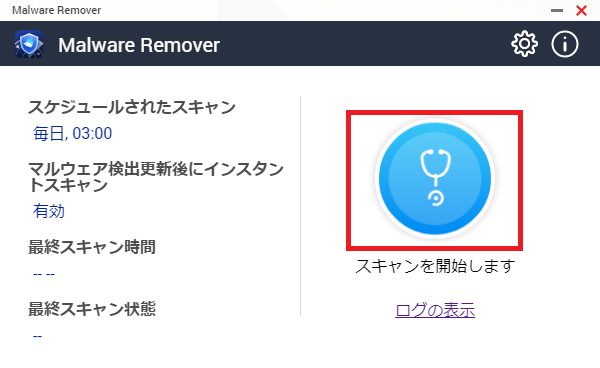 Malware Remover
Malware Remover
スケジュールされたスキャン
毎日, 03:00
マルウェア検出更新後にインスタン
トスキャン
有効
最終スキャン時間
-- --
最終スキャン状態
--
スキャンを開始します
ログの表示